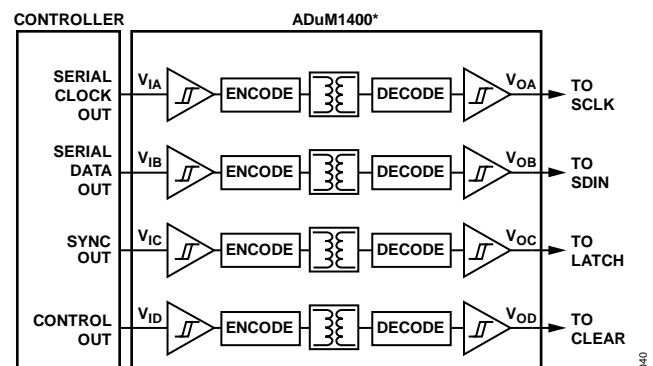 CONTROLLER
ADuM1400*
SERIAL
CLOCK
OUT
VIA
ENCODE
DECODE
VOA
TO
SCLK
SERIAL
DATA
OUT
VIB
ENCODE
DECODE
VOB
TO
SDIN
SYNC
OUT
VIC
ENCODE
DECODE
VOC
TO
LATCH
CONTROL
OUT
VID
ENCODE
DECODE
VOD
TO
CLEAR